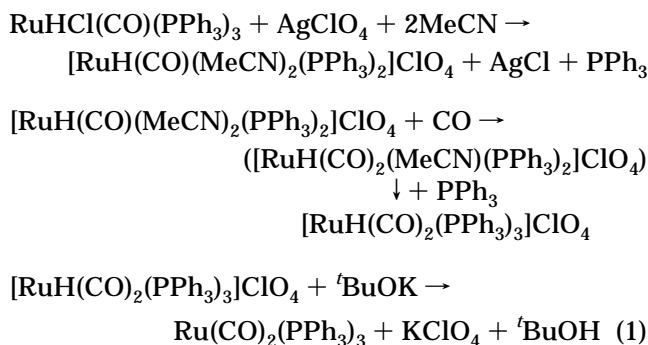 RuHCl(CO)(PPh₃)₃ + AgClO₄ + 2MeCN →
[RuH(CO)(MeCN)₂(PPh₃)₂]ClO₄ + AgCl + PPh₃
[RuH(CO)(MeCN)₂(PPh₃)₂]ClO₄ + CO →
([RuH(CO)₂(MeCN)(PPh₃)₂]ClO₄)
↓ + PPh₃
[RuH(CO)₂(PPh₃)₃]ClO₄
[RuH(CO)₂(PPh₃)₃]ClO₄ + ᵗBuOK →
Ru(CO)₂(PPh₃)₃ + KClO₄ + ᵗBuOH (1)